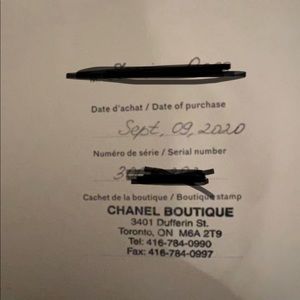 Date d'achat / Date of purchase
Sept, 09, 2020
Numéro de série / Serial number
Cachet de la boutique / Boutique stamp
CHANEL BOUTIQUE
3401 Dufferin St.
Toronto, ON M6A 2T9
Tel: 416-784-0990
Fax: 416-784-0997